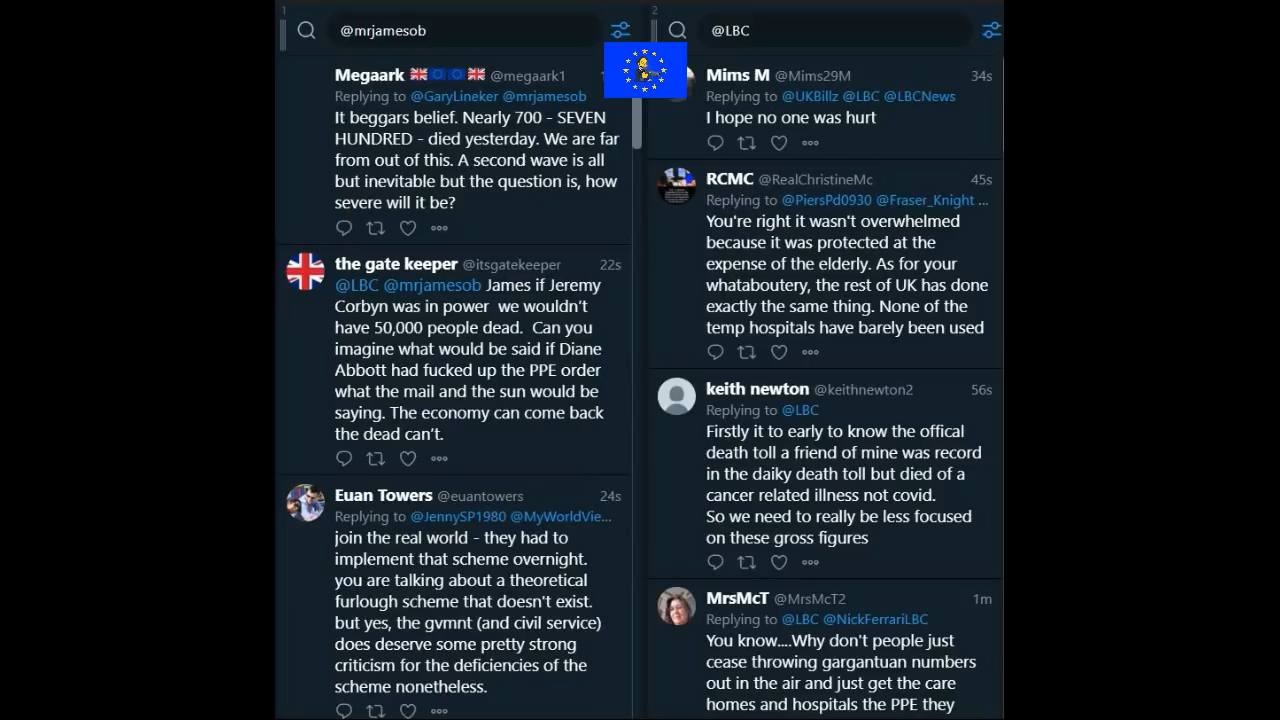 1
@mrjamesob
Megaark @megaark1
Replying to @GaryLineker @mrjamesob
It beggars belief. Nearly 700 - SEVEN
HUNDRED - died yesterday. We are far
from out of this. A second wave is all
but inevitable but the question is, how
severe will it be?
the gate keeper @itsgatekeeper 22s
@LBC @mrjamesob James if Jeremy
Corbyn was in power we wouldn't
have 50,000 people dead. Can you
imagine what would be said if Diane
Abbott had fucked up the PPE order
what the mail and the sun would be
saying. The economy can come back
the dead can't.
Euan Towers @euantowers 24s
Replying to @JennySP1980 @MyWorldVie...
join the real world - they had to
implement that scheme overnight.
you are talking about a theoretical
furlough scheme that doesn't exist.
but yes, the gvmnt (and civil service)
does deserve some pretty strong
criticism for the deficiencies of the
scheme nonetheless.
2
@LBC
Mims M @Mims29M 34s
Replying to @UKBillz @LBC @LBCNews
I hope no one was hurt
RCMC @RealChristineMc 45s
Replying to @PiersPd0930 @Fraser_Knight ...
You're right it wasn't overwhelmed
because it was protected at the
expense of the elderly. As for your
whataboutery, the rest of UK has done
exactly the same thing. None of the
temp hospitals have barely been used
keith newton @keithnewton2 56s
Replying to @LBC
Firstly it to early to know the offical
death toll a friend of mine was record
in the daiky death toll but died of a
cancer related illness not covid.
So we need to really be less focused
on these gross figures
MrsMcT @MrsMcT2 1m
Replying to @LBC @NickFerrariLBC
You know....Why don't people just
cease throwing gargantuan numbers
out in the air and just get the care
homes and hospitals the PPE they